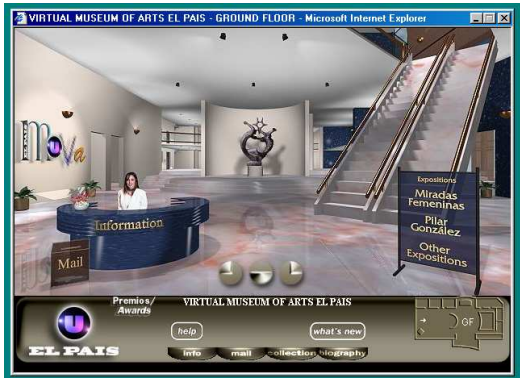 VIRTUAL MUSEUM OF ARTS EL PAIS - GROUND FLOOR - Microsoft Internet Explorer
MUVA
Information
Mail
Expositions
Miradas
Femeninas
Pilar
González
Other
Expositions
U
EL PAIS
Premios/
Awards
VIRTUAL MUSEUM OF ARTS EL PAIS
help
what's new
info
mail
collection
biography
GF